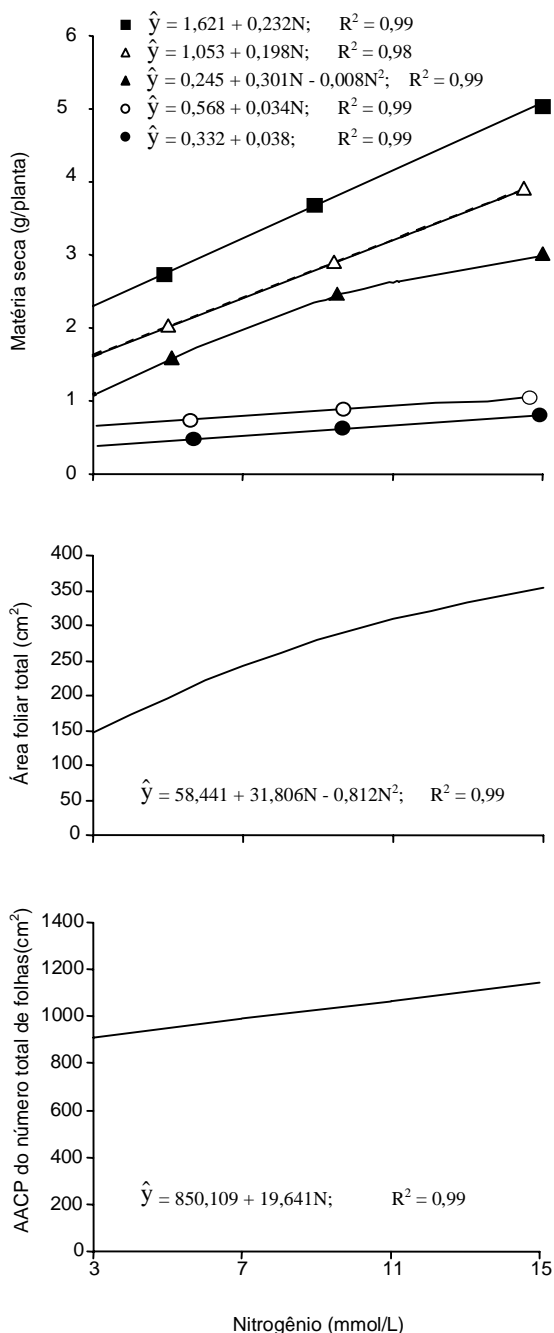 ŷ = 1,621 + 0,232N; R² = 0,99
ŷ = 1,053 + 0,198N; R² = 0,98
ŷ = 0,245 + 0,301N - 0,008N²; R² = 0,99
ŷ = 0,568 + 0,034N; R² = 0,99
ŷ = 0,332 + 0,038; R² = 0,99
Matéria seca (g/planta)
6
5
4
3
2
1
0
Área foliar total (cm²)
400
350
300
250
200
150
100
50
0
ŷ = 58,441 + 31,806N - 0,812N²; R² = 0,99
AACP do número total de folhas(cm²)
1400
1200
1000
800
600
400
200
0
ŷ = 850,109 + 19,641N; R² = 0,99
3 7 11 15
Nitrogênio (mmol/L)